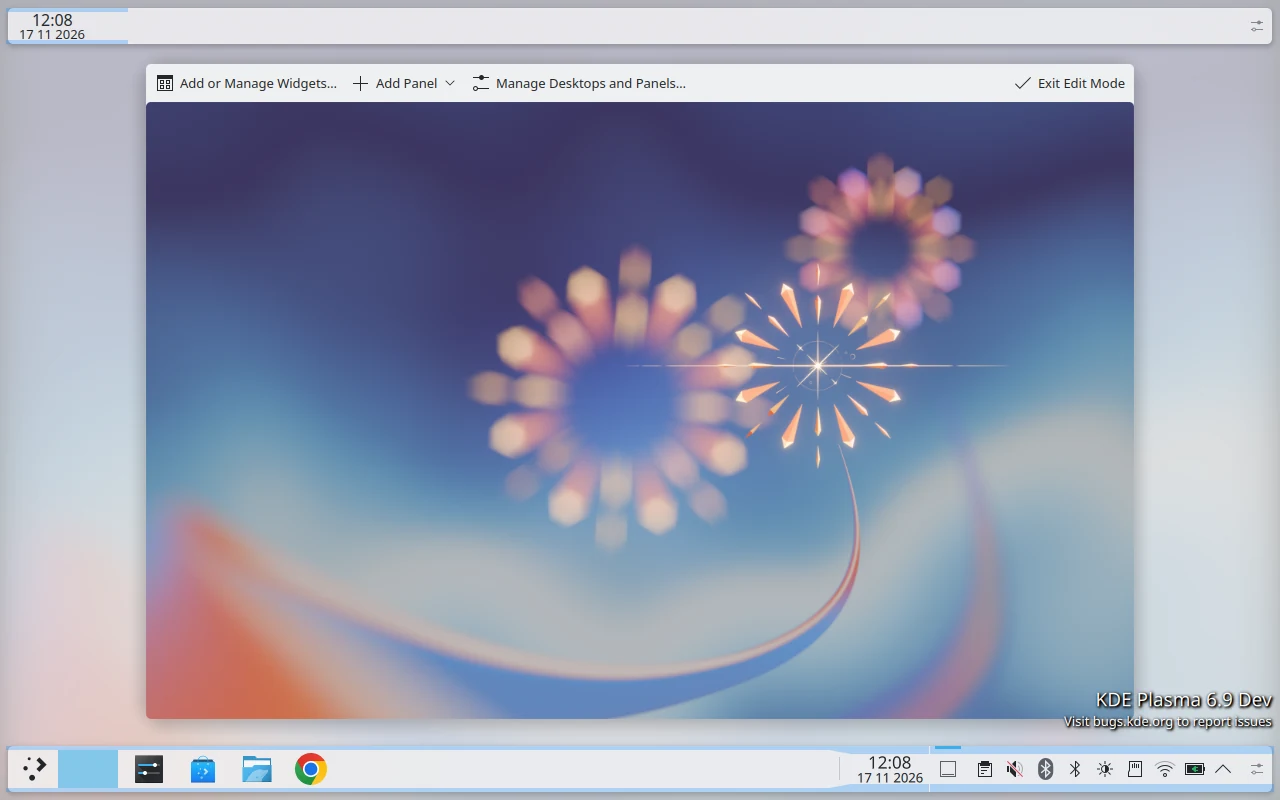 12:08
17 11 2026
Add or Manage Widgets...
Add Panel
Manage Desktops and Panels...
Exit Edit Mode
KDE Plasma 6.9 Dev
Visit bugs.kde.org to report issues
12:08
17 11 2026